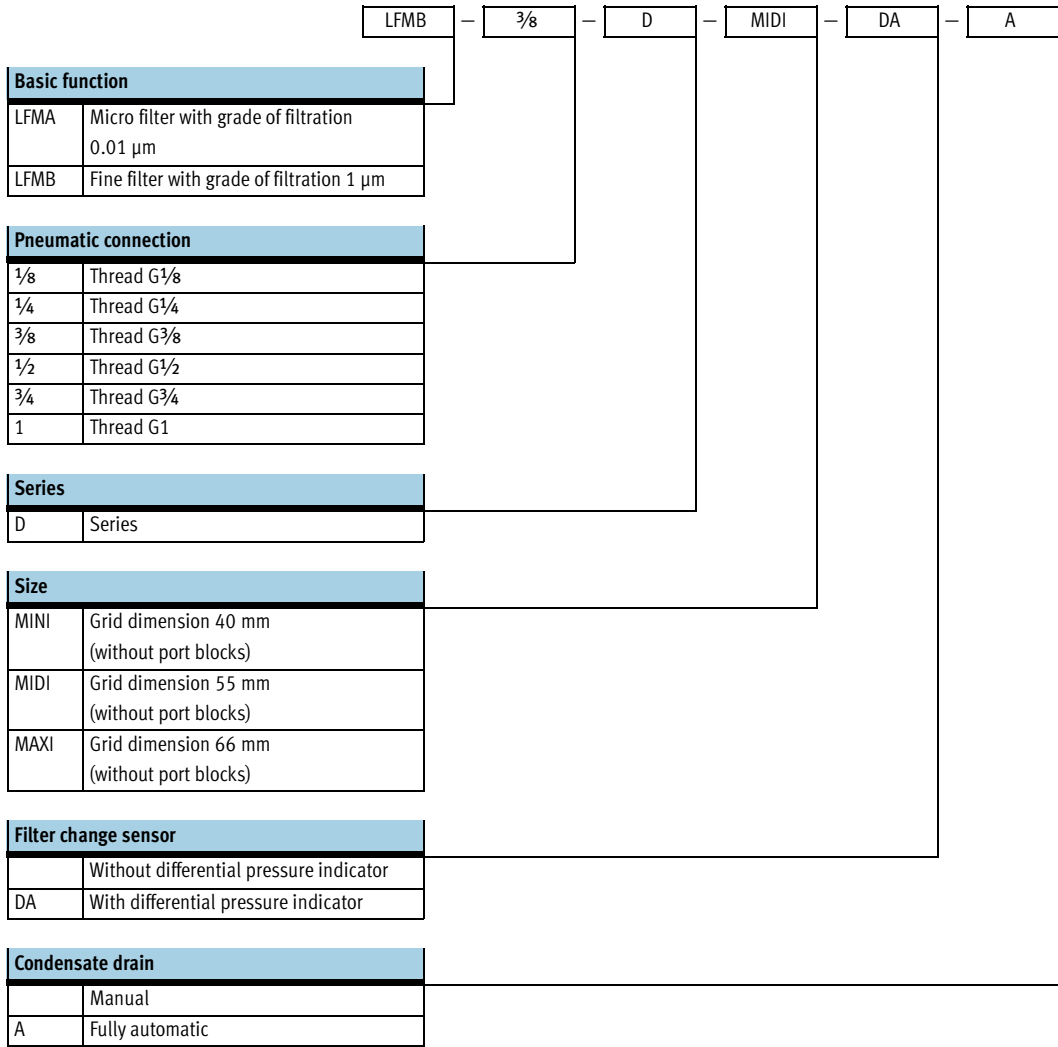 LFMB – ⅜ – D – MIDI – DA – A
Basic function
LFMA Micro filter with grade of filtration
0.01 µm
LFMB Fine filter with grade of filtration 1 µm
Pneumatic connection
⅛ Thread G⅛
¼ Thread G¼
⅜ Thread G⅜
½ Thread G½
¾ Thread G¾
1 Thread G1
Series
D Series
Size
MINI Grid dimension 40 mm
(without port blocks)
MIDI Grid dimension 55 mm
(without port blocks)
MAXI Grid dimension 66 mm
(without port blocks)
Filter change sensor
Without differential pressure indicator
DA With differential pressure indicator
Condensate drain
Manual
A Fully automatic